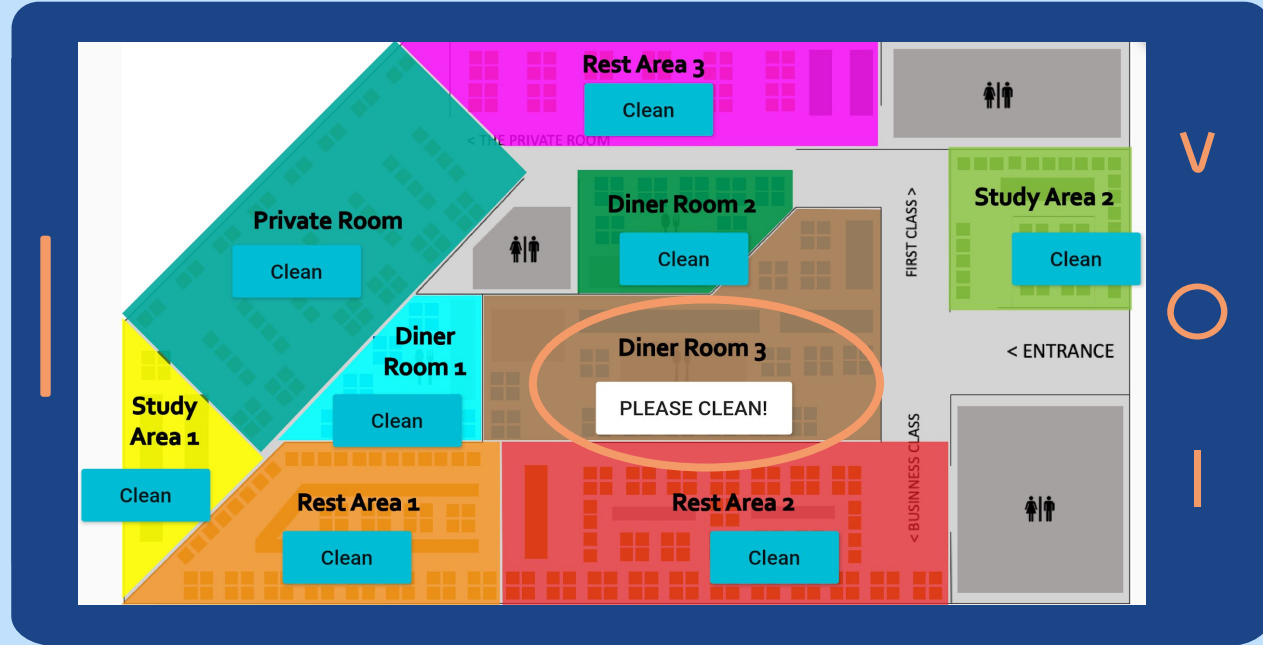 Rest Area 3
Clean
< THE PRIVATE ROOM
Private Room
Clean
Diner Room 2
Clean
FIRST CLASS >
Study Area 2
Clean
Diner
Room 1
Clean
Diner Room 3
PLEASE CLEAN!
< ENTRANCE
Study
Area 1
Clean
Rest Area 1
Clean
Rest Area 2
Clean
< BUSINNESS CLASS